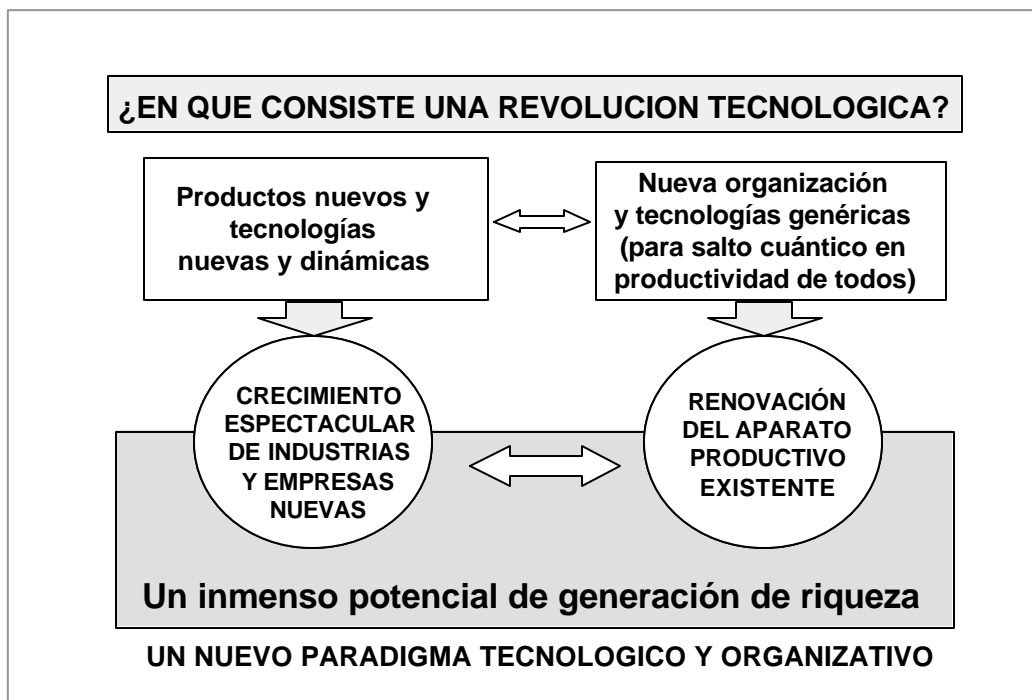 ¿EN QUE CONSISTE UNA REVOLUCION TECNOLOGICA?
Productos nuevos y
tecnologías
nuevas y dinámicas
Nueva organización
y tecnologías genéricas
(para salto cuántico en
productividad de todos)
CRECIMIENTO
ESPECTACULAR
DE INDUSTRIAS
Y EMPRESAS
NUEVAS
RENOVACIÓN
DEL APARATO
PRODUCTIVO
EXISTENTE
Un inmenso potencial de generación de riqueza
UN NUEVO PARADIGMA TECNOLOGICO Y ORGANIZATIVO